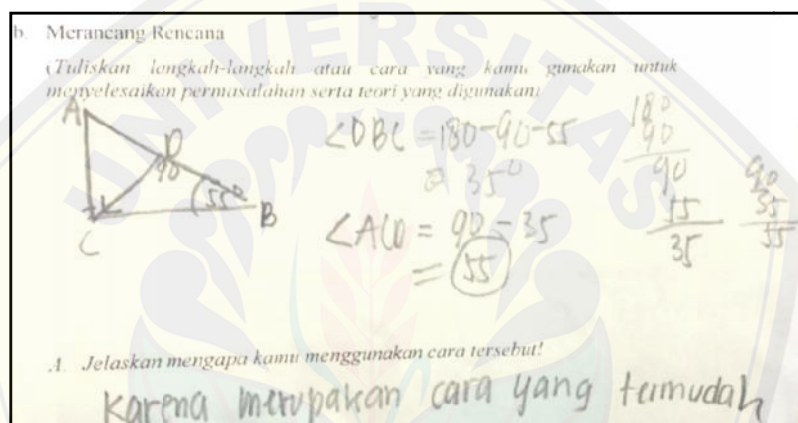 b. Merancang Rencana
(Tuliskan longkah-langkah atau cara yang kamu gunakan untuk
menyelesaikan permasalahan serta teori yang digunakan)
A
D
90
55°
B
C
∠DBC = 180-90-55
= 35°
∠ACD = 90 - 35
= 55
180
90
90
55
35
90
35
55
A. Jelaskan mengapa kamu menggunakan cara tersebut!
Karena merupakan cara yang termudah
UNIVERSITAS